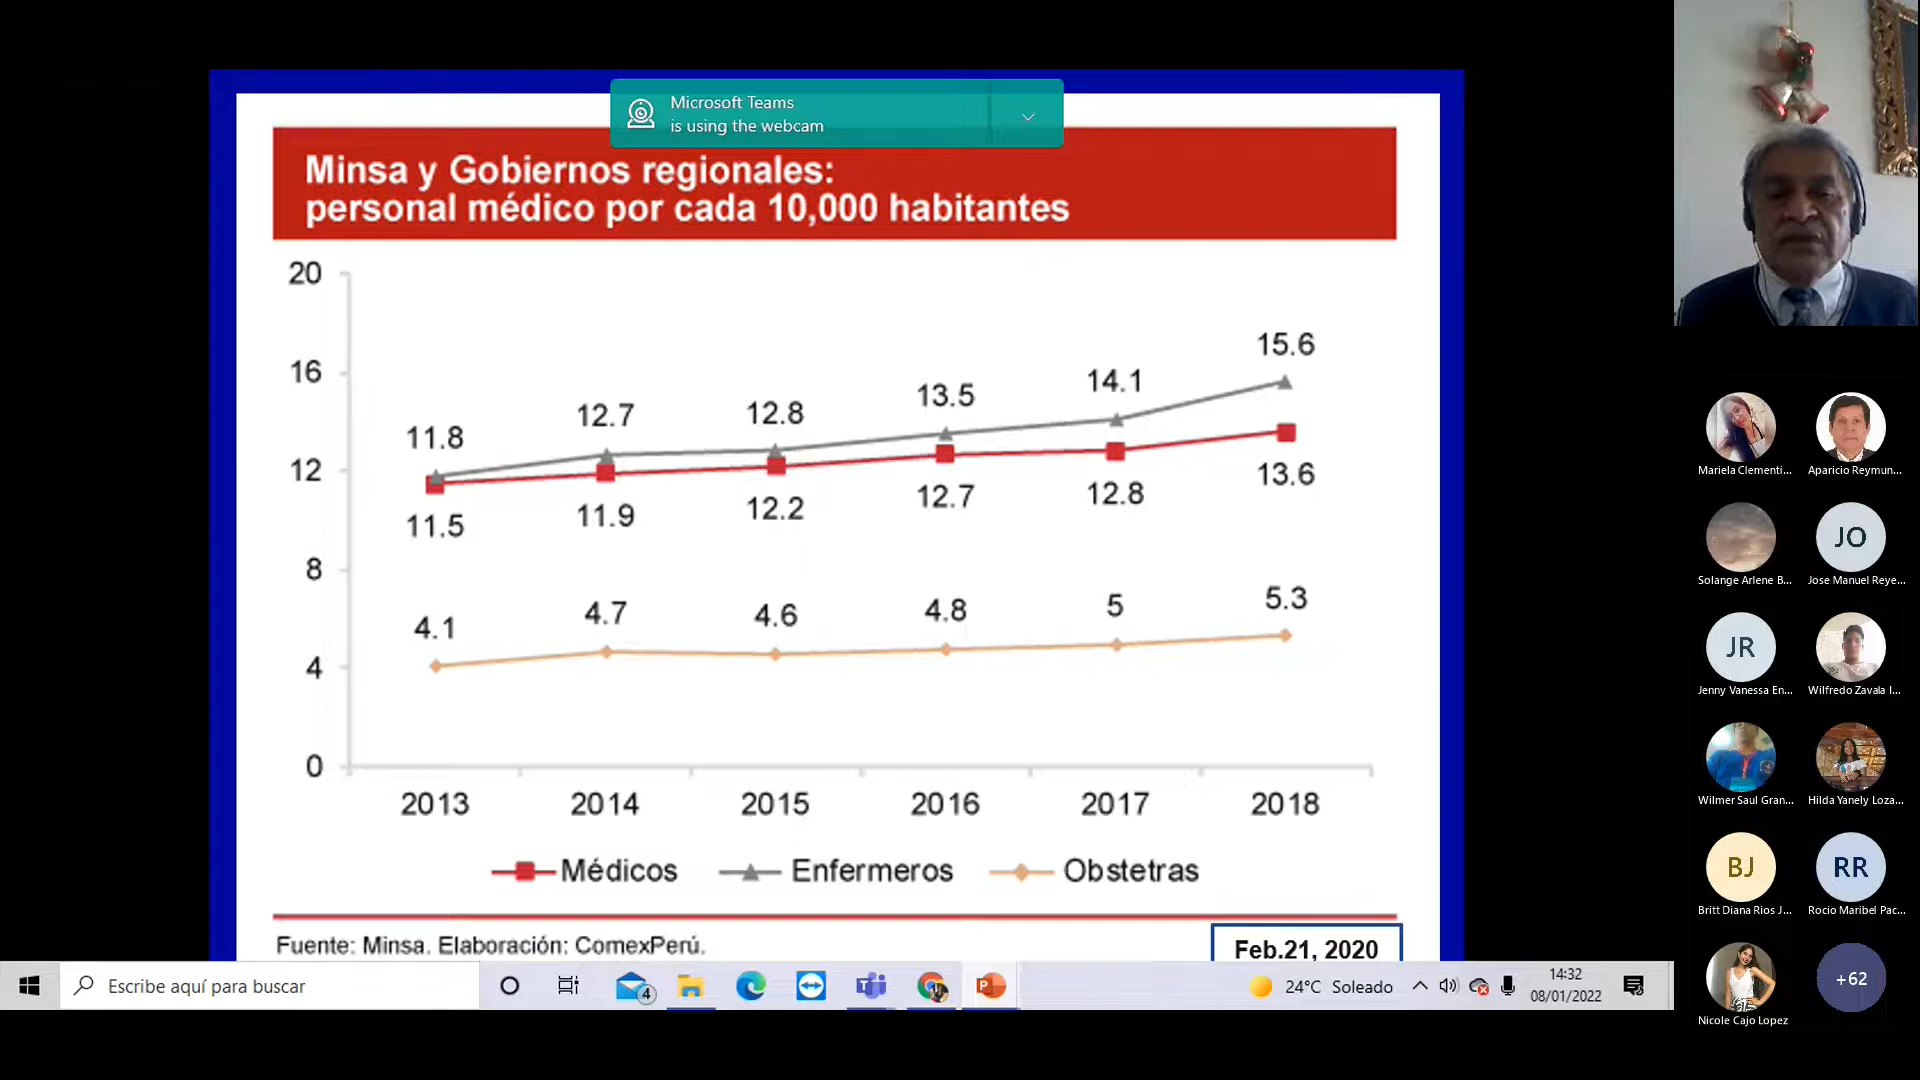 Microsoft Teams
is using the webcam
Minsa y Gobiernos regionales:
personal médico por cada 10,000 habitantes
20
16
12
8
4
0
11.8
12.7
12.8
13.5
14.1
15.6
11.5
11.9
12.2
12.7
12.8
13.6
4.1
4.7
4.6
4.8
5
5.3
2013 2014 2015 2016 2017 2018
Médicos Enfermeros Obstetras
Fuente: Minsa. Elaboración: ComexPerú.
Feb.21, 2020
Mariela Clementi... Aparicio Reymun...
JO
Solange Arlene B... Jose Manuel Reye...
JR
Jenny Vanessa En... Wilfredo Zavala I...
Wilmer Saul Gran... Hilda Yanely Loza...
BJ RR
Britt Diana Rios J... Rocio Maribel Pac...
+62
Nicole Cajo Lopez
Escribe aquí para buscar
4
24°C Soleado
14:32
08/01/2022